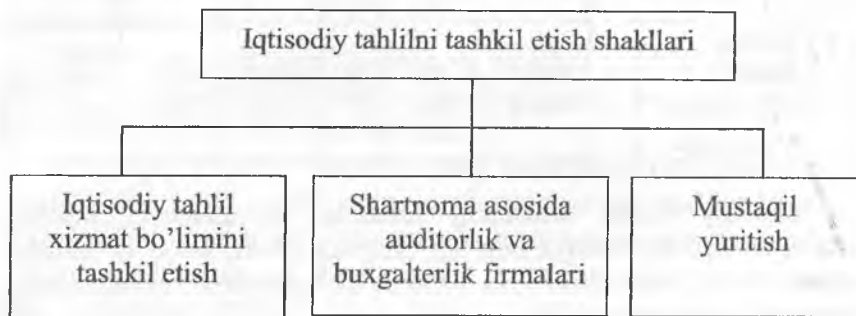 Iqtisodiy tahlilni tashkil etish shakllari
Iqtisodiy tahlil
xizmat bo'limini
tashkil etish
Shartnoma asosida
auditorlik va
buxgalterlik firmalari
Mustaqil
yuritish